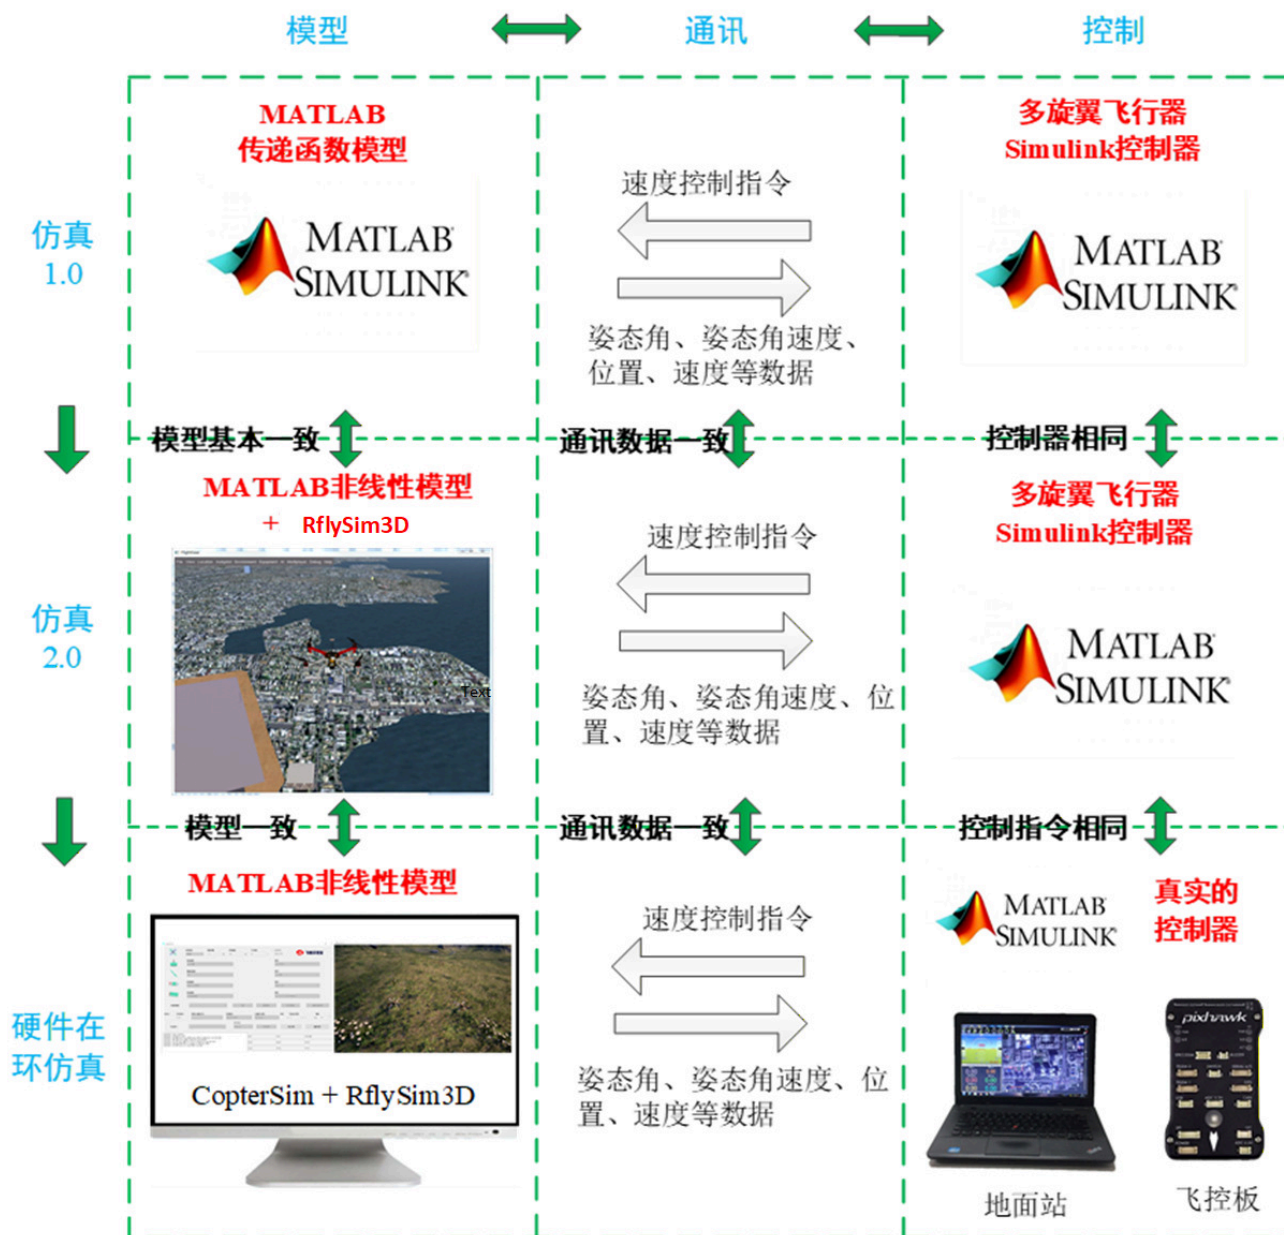 模型
通讯
控制
MATLAB
传递函数模型
多旋翼飞行器
Simulink控制器
速度控制指令
仿真
1.0
MATLAB
SIMULINK®
MATLAB
SIMULINK®
姿态角、姿态角速度、
位置、速度等数据
模型基本一致
通讯数据一致
控制器相同
MATLAB非线性模型
+ RflySim3D
多旋翼飞行器
Simulink控制器
速度控制指令
仿真
2.0
MATLAB
SIMULINK
Text
姿态角、姿态角速度、位
置、速度等数据
模型一致
通讯数据一致
控制指令相同
MATLAB非线性模型
速度控制指令
MATLAB
SIMULINK
真实的
控制器
硬件在
环仿真
CopterSim + RflySim3D
姿态角、姿态角速度、位
置、速度等数据
pixhawk
地面站
飞控板